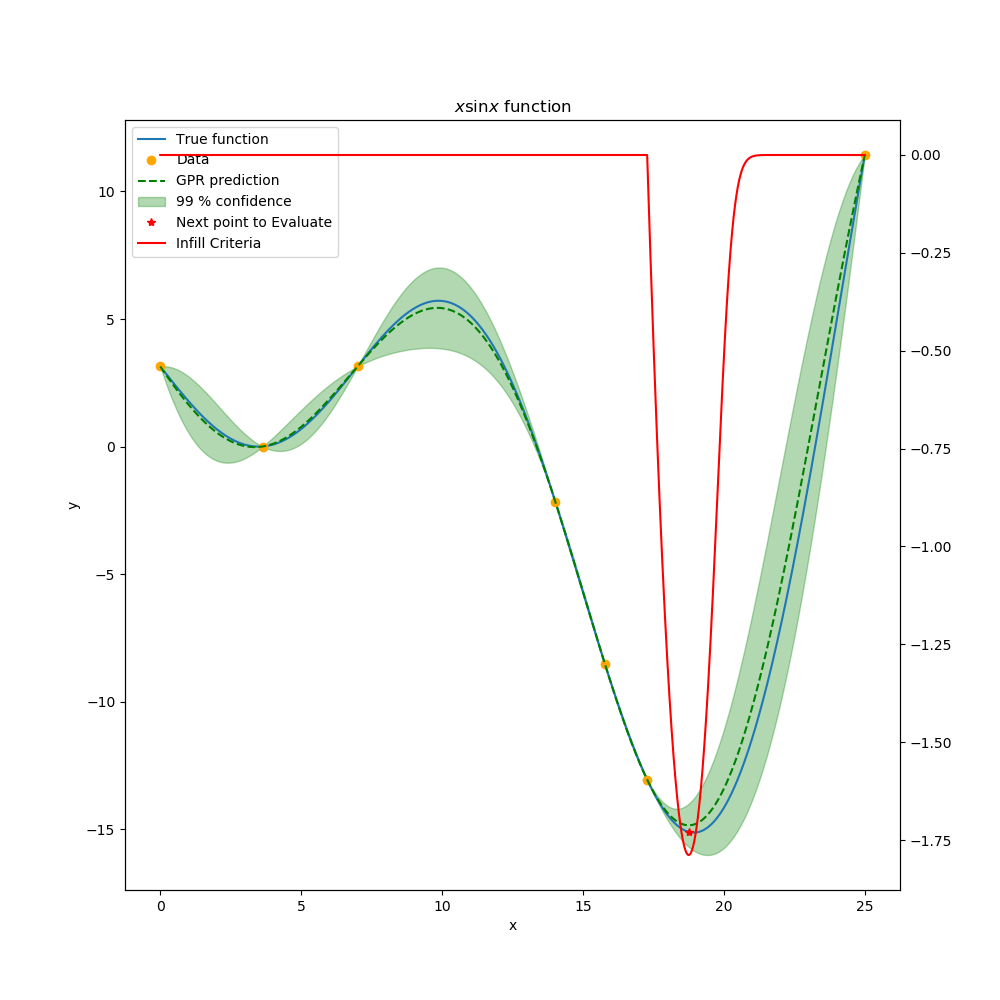 xsinx function
True function
Data
GPR prediction
99 % confidence
Next point to Evaluate
Infill Criteria
10
5
0
−5
−10
−15
y
0.00
−0.25
−0.50
−0.75
−1.00
−1.25
−1.50
−1.75
0 5 10 15 20 25
x